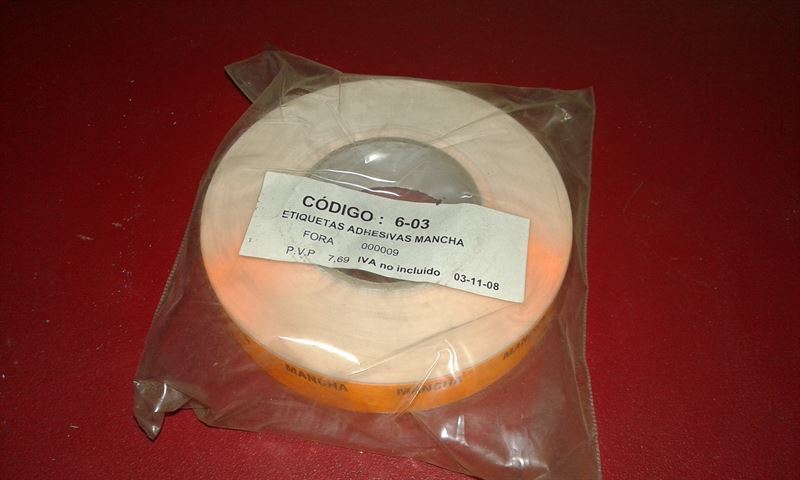 CÓDIGO : 6-03
ETIQUETAS ADHESIVAS MANCHA
FORA 000009
P.V.P 7,69 IVA no incluido 03-11-08
MANCHA MANCHA MANCHA